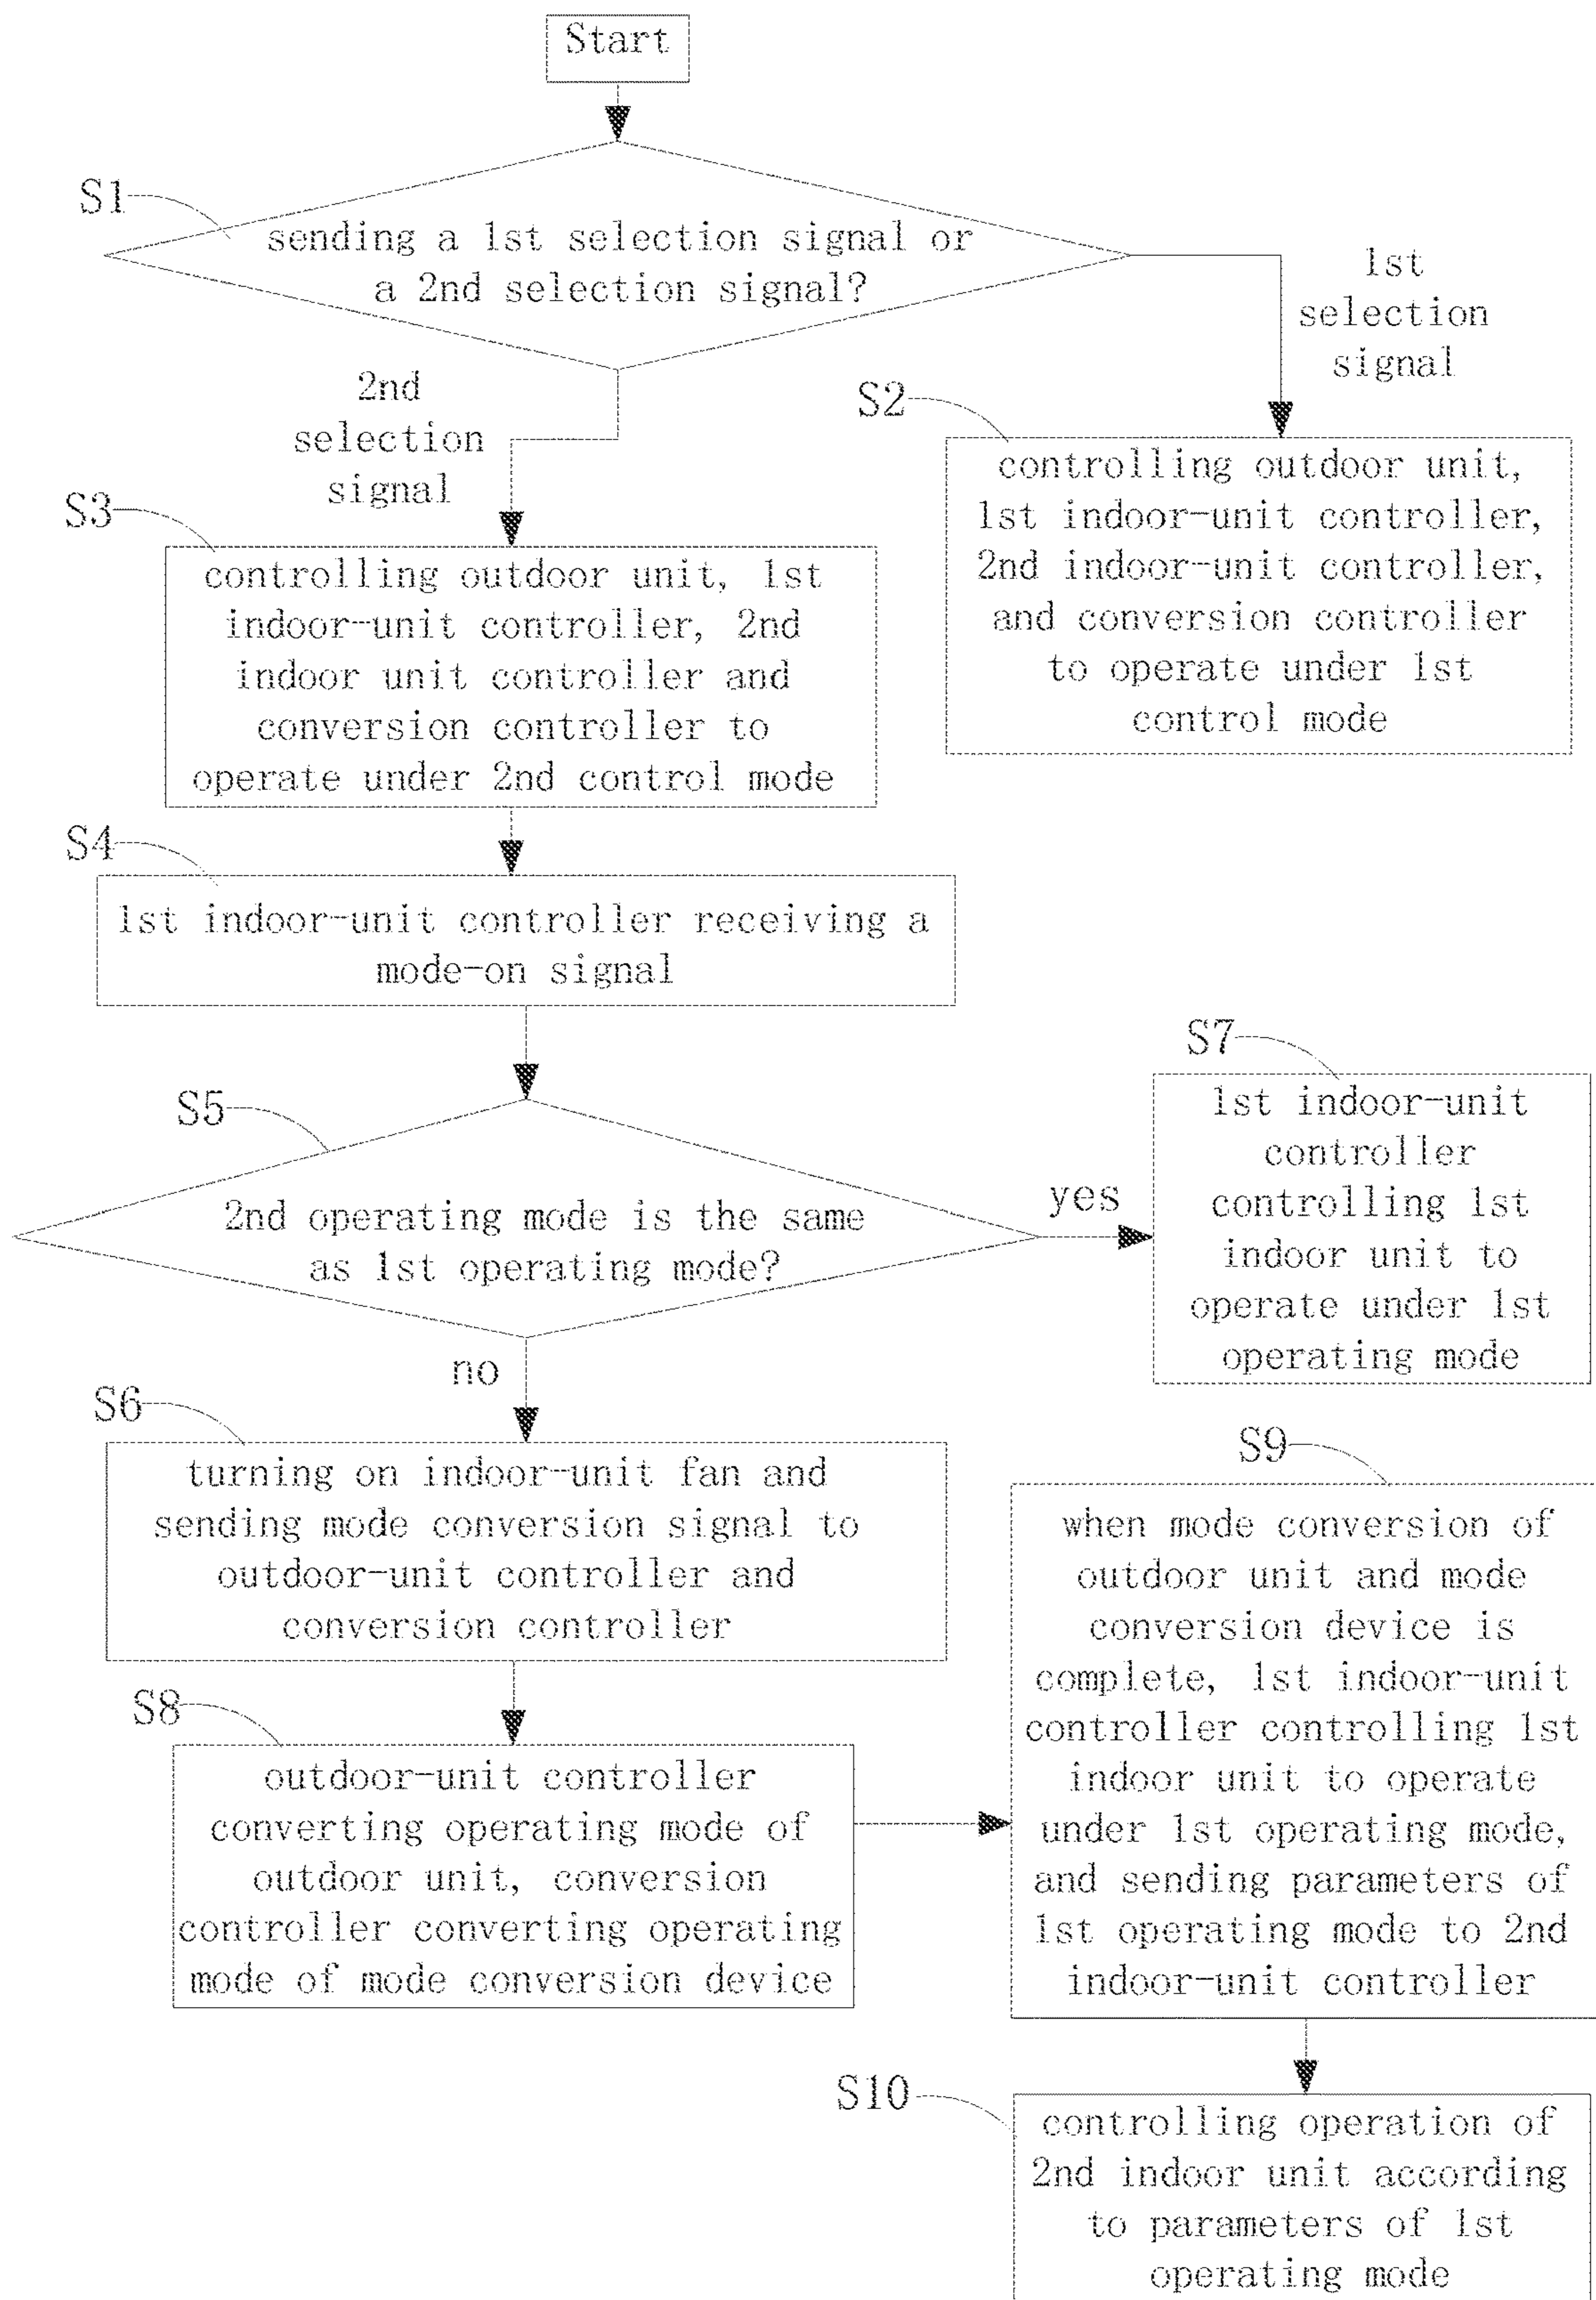 Start
S1
sending a 1st selection signal or
a 2nd selection signal?
1st
selection
signal
2nd
selection
signal
S2
controlling outdoor unit,
1st indoor-unit controller,
2nd indoor-unit controller,
and conversion controller
to operate under 1st
control mode
S3
controlling outdoor unit, 1st
indoor-unit controller, 2nd
indoor unit controller and
conversion controller to
operate under 2nd control mode
S4
1st indoor-unit controller receiving a
mode-on signal
S5
2nd operating mode is the same
as 1st operating mode?
yes
S7
1st indoor-unit
controller
controlling 1st
indoor unit to
operate under 1st
operating mode
no
S6
turning on indoor-unit fan and
sending mode conversion signal to
outdoor-unit controller and
conversion controller
S8
outdoor-unit controller
converting operating mode of
outdoor unit, conversion
controller converting operating
mode of mode conversion device
S9
when mode conversion of
outdoor unit and mode
conversion device is
complete, 1st indoor-unit
controller controlling 1st
indoor unit to operate
under 1st operating mode,
and sending parameters of
1st operating mode to 2nd
indoor-unit controller
S10
controlling operation of
2nd indoor unit according
to parameters of 1st
operating mode